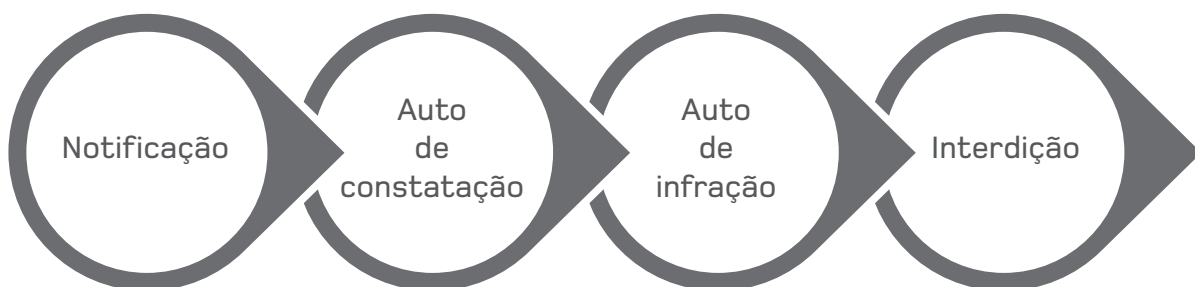 Notificação
Auto
de
constatação
Auto
de
infração
Interdição